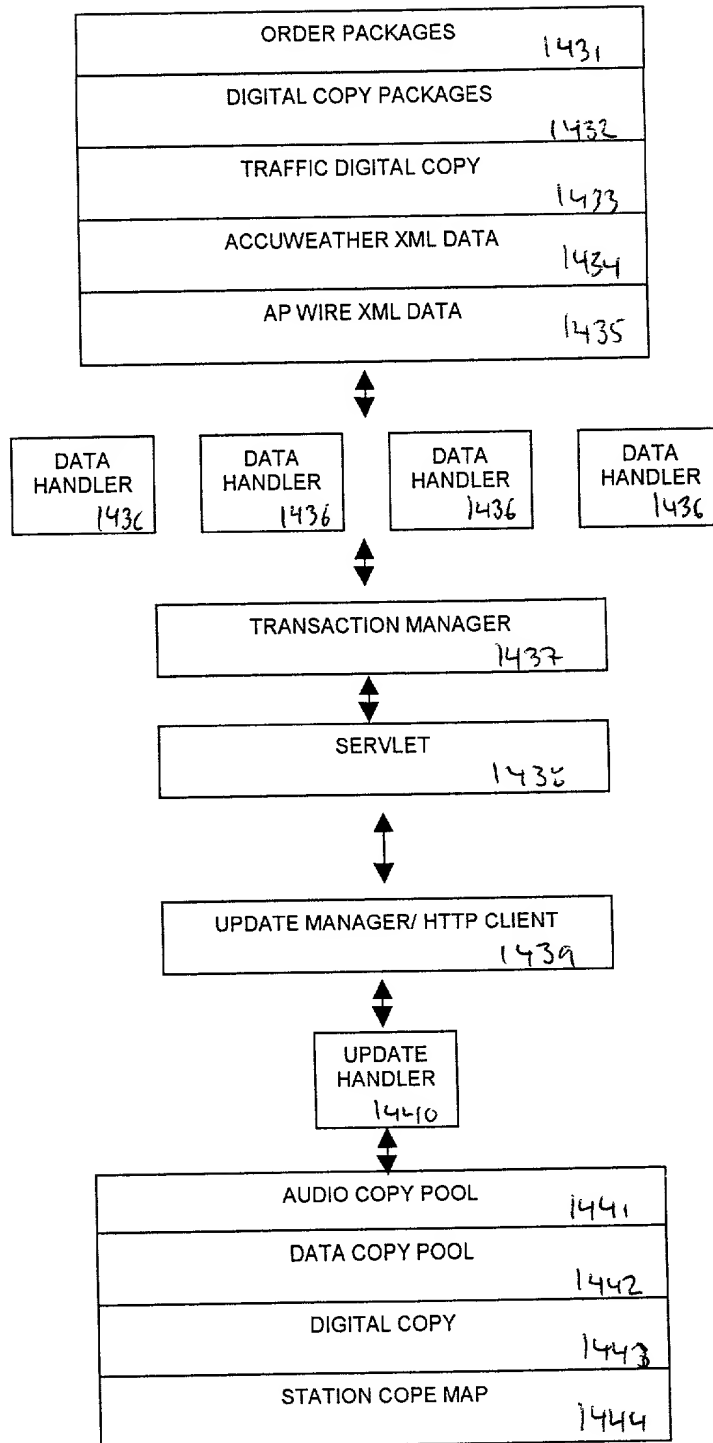 ORDER PACKAGES
1431
DIGITAL COPY PACKAGES
1432
TRAFFIC DIGITAL COPY
1433
ACCUWEATHER XML DATA
1434
AP WIRE XML DATA
1435
DATA
HANDLER
1436
DATA
HANDLER
1436
DATA
HANDLER
1436
DATA
HANDLER
1436
TRANSACTION MANAGER
1437
SERVLET
1438
UPDATE MANAGER/ HTTP CLIENT
1439
UPDATE
HANDLER
1440
AUDIO COPY POOL
1441
DATA COPY POOL
1442
DIGITAL COPY
1443
STATION COPE MAP
1444